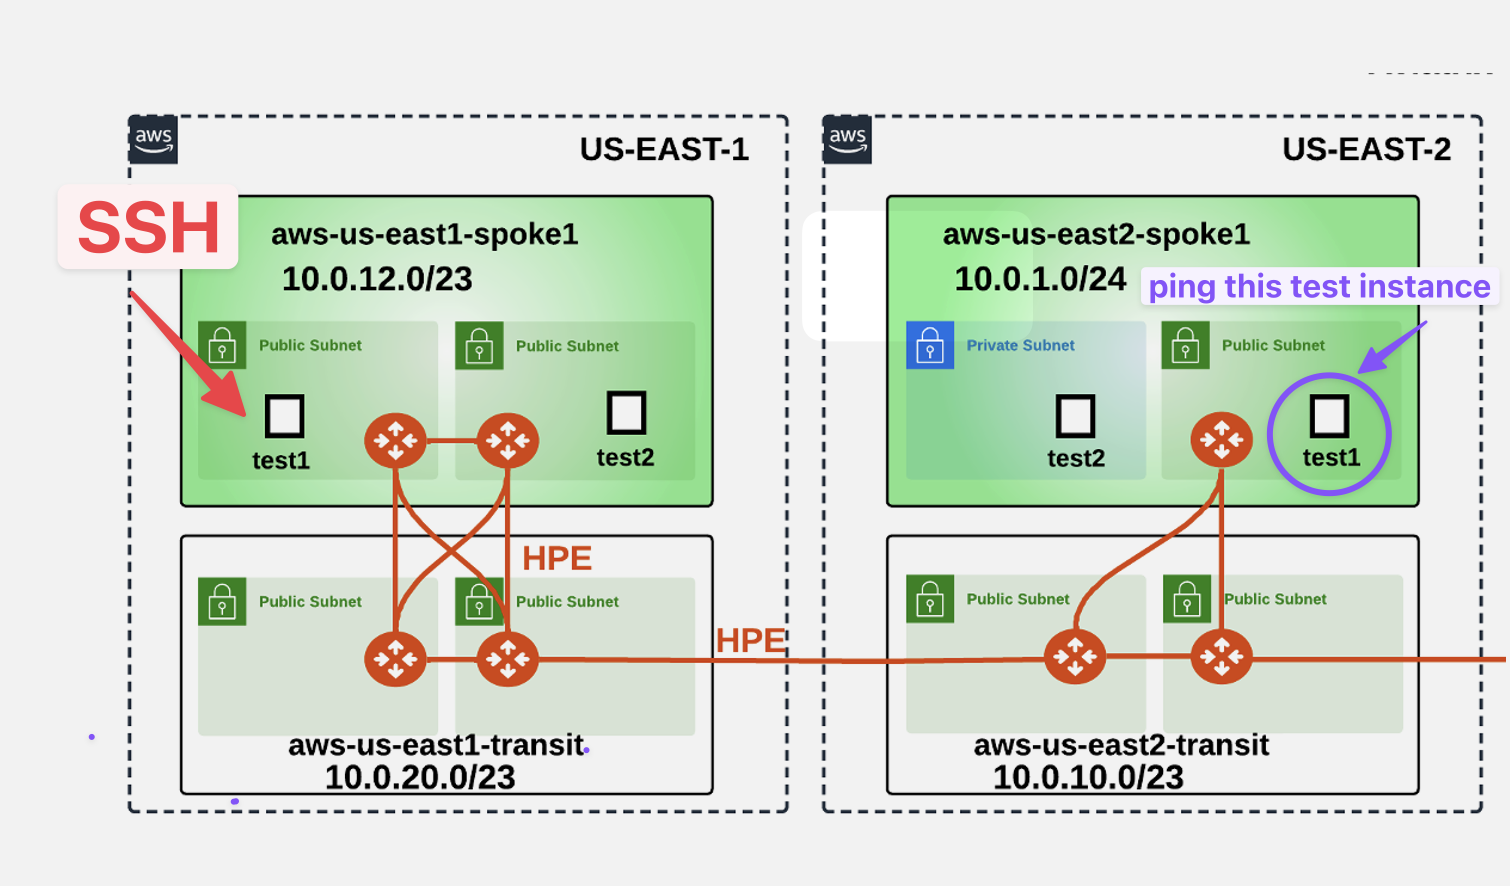 aws
US-EAST-1
SSH
aws-us-east1-spoke1
10.0.12.0/23
Public Subnet
Public Subnet
test1
test2
HPE
Public Subnet
Public Subnet
HPE
aws-us-east1-transit
10.0.20.0/23
aws
US-EAST-2
aws-us-east2-spoke1
10.0.1.0/24
ping this test instance
Private Subnet
Public Subnet
test2
test1
Public Subnet
Public Subnet
aws-us-east2-transit
10.0.10.0/23